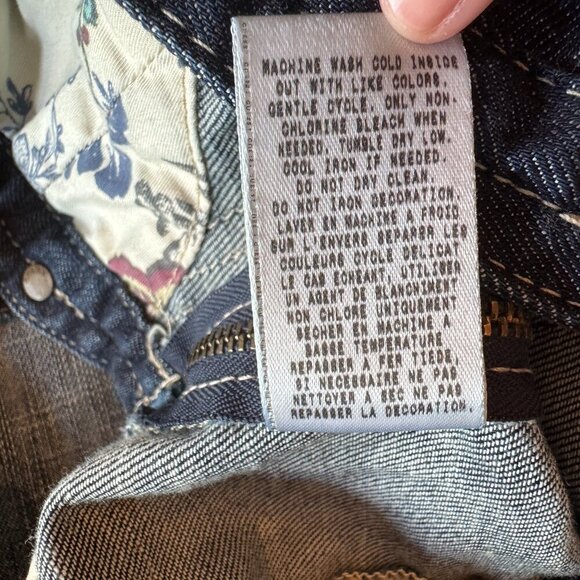 MACHINE WASH COLD INSIDE
OUT WITH LIKE COLORS,
GENTLE CYCLE. ONLY NON-
CHLORINE BLEACH WHEN
NEEDED. TUMBLE DRY LOW.
COOL IRON IF NEEDED.
DO NOT DRY CLEAN.
DO NOT IRON DECORATION.
LAVER EN MACHINE A FROID
SUR L'ENVERS SEPARER LES
COULEURS CYCLE DELICAT
LE CAS ECHEANT, UTILISER
UN AGENT DE BLANCHIMENT
NON CHLORE UNIQUEMENT
SECHER EN MACHINE A
BASSE TEMPERATURE
REPASSER A FER TIEDE,
SI NECESSAIRE NE PAS
NETTOYER A SEC NE PAS
REPASSER LA DECORATION.